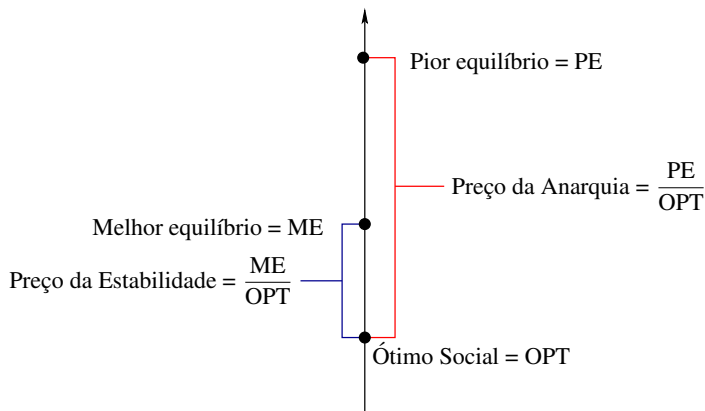 Pior equilíbrio = PE
Preço da Anarquia = PE/OPT
Melhor equilíbrio = ME
Preço da Estabilidade = ME/OPT
Ótimo Social = OPT